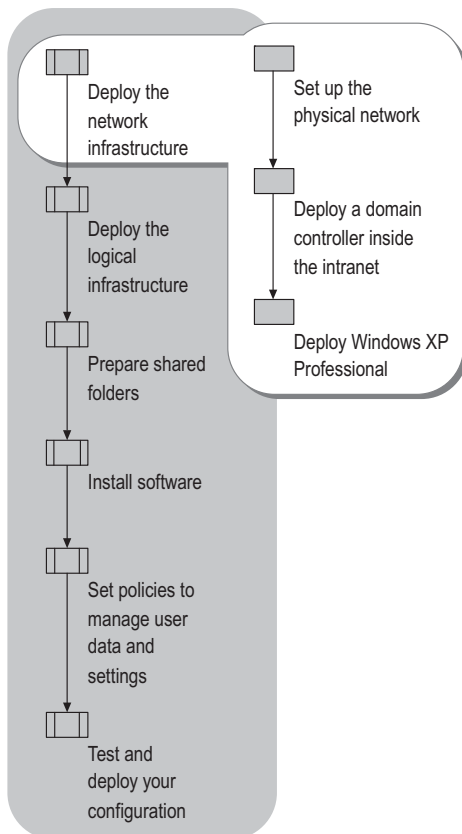 Deploy the
network
infrastructure
Set up the
physical network
Deploy a domain
controller inside
the intranet
Deploy Windows XP
Professional
Deploy the
logical
infrastructure
Prepare shared
folders
Install software
Set policies to
manage user
data and
settings
Test and
deploy your
configuration